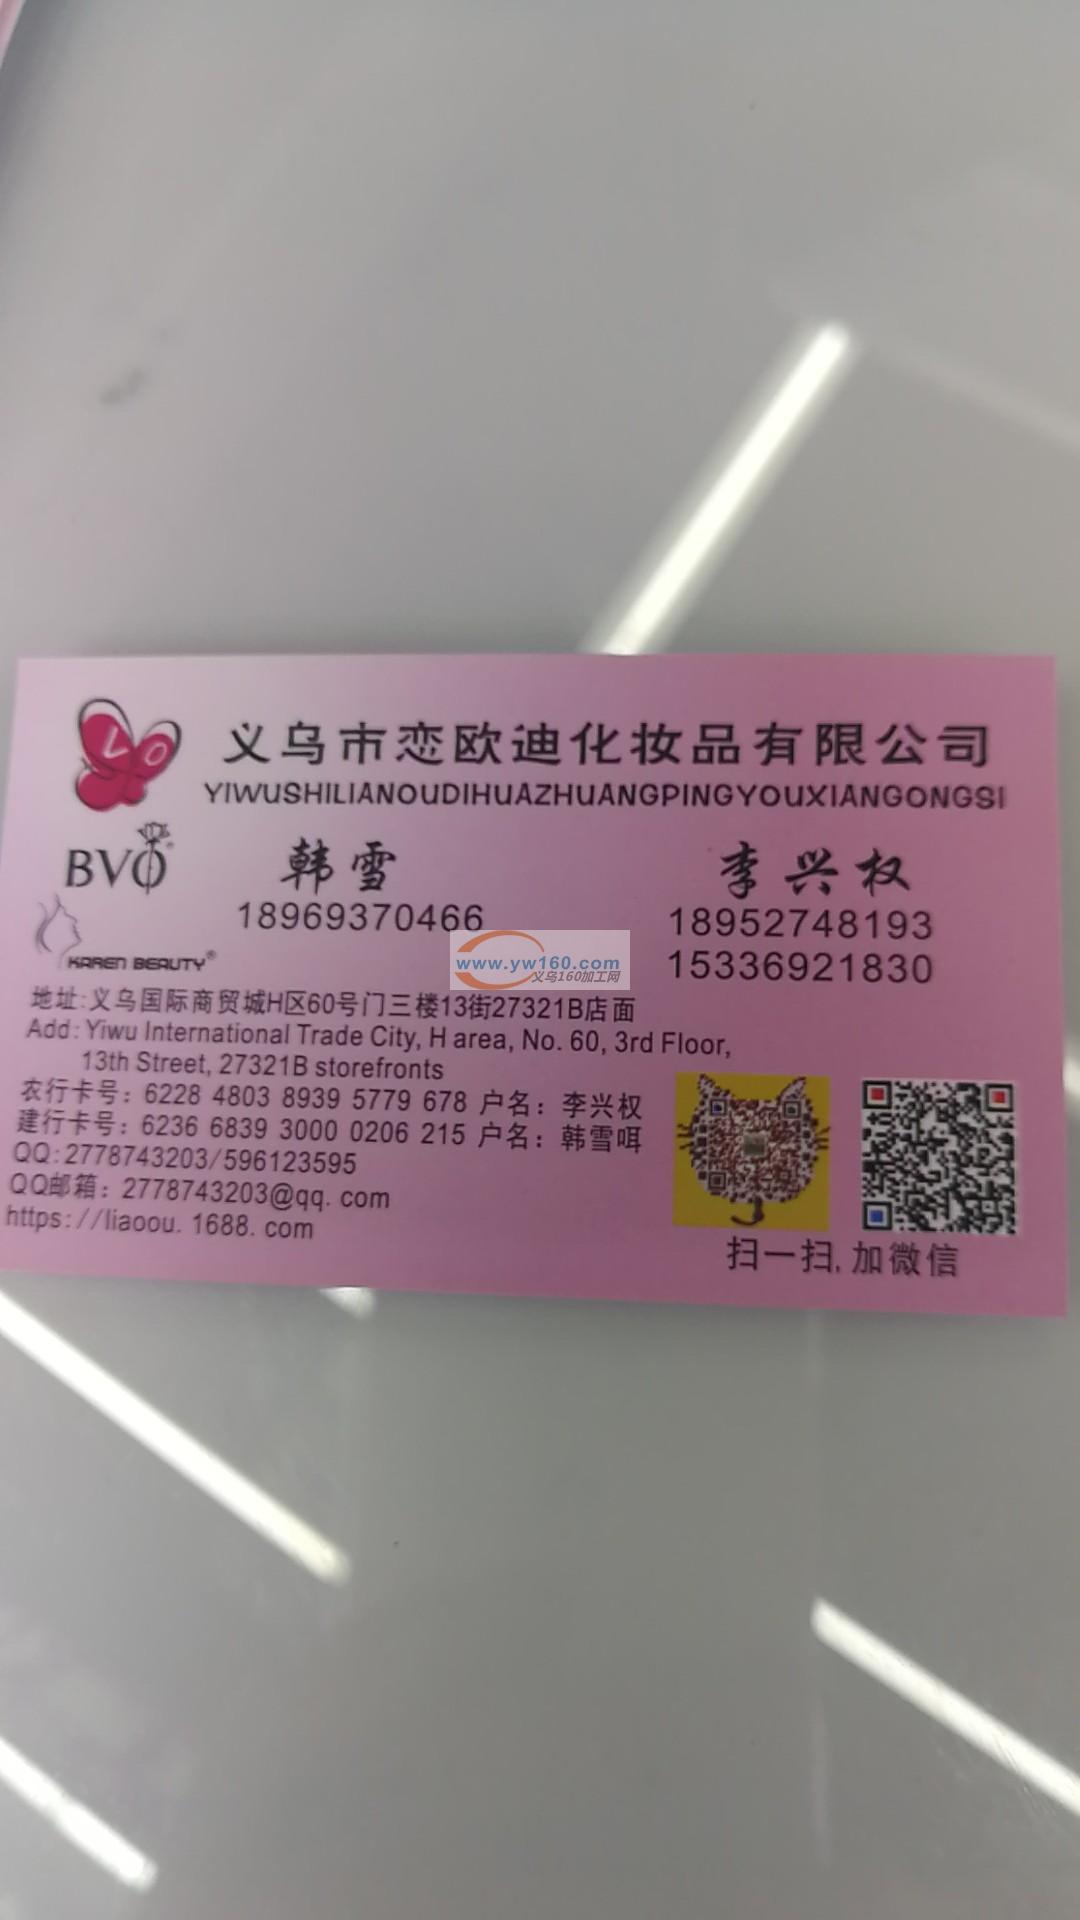 VO
义乌市恋欧迪化妆品有限公司
YIWUSHILIANOUDIHUAZHUANGPINGYOUXIANGONGSI
BVO®
韩雪
李兴权
18969370466
18952748193
KAREN BEAUTY®
15336921830
www.yw160.com
义乌160加工网
地址:义乌国际商贸城H区60号门三楼13街27321B店面
Add: Yiwu International Trade City, H area, No. 60, 3rd Floor,
13th Street, 27321B storefronts
农行卡号：6228 4803 8939 5779 678 户名：李兴权
建行卡号：6236 6839 3000 0206 215 户名：韩雪咡
QQ:2778743203/596123595
QQ邮箱：2778743203@qq. com
https://liaoou. 1688. com
扫一扫, 加微信